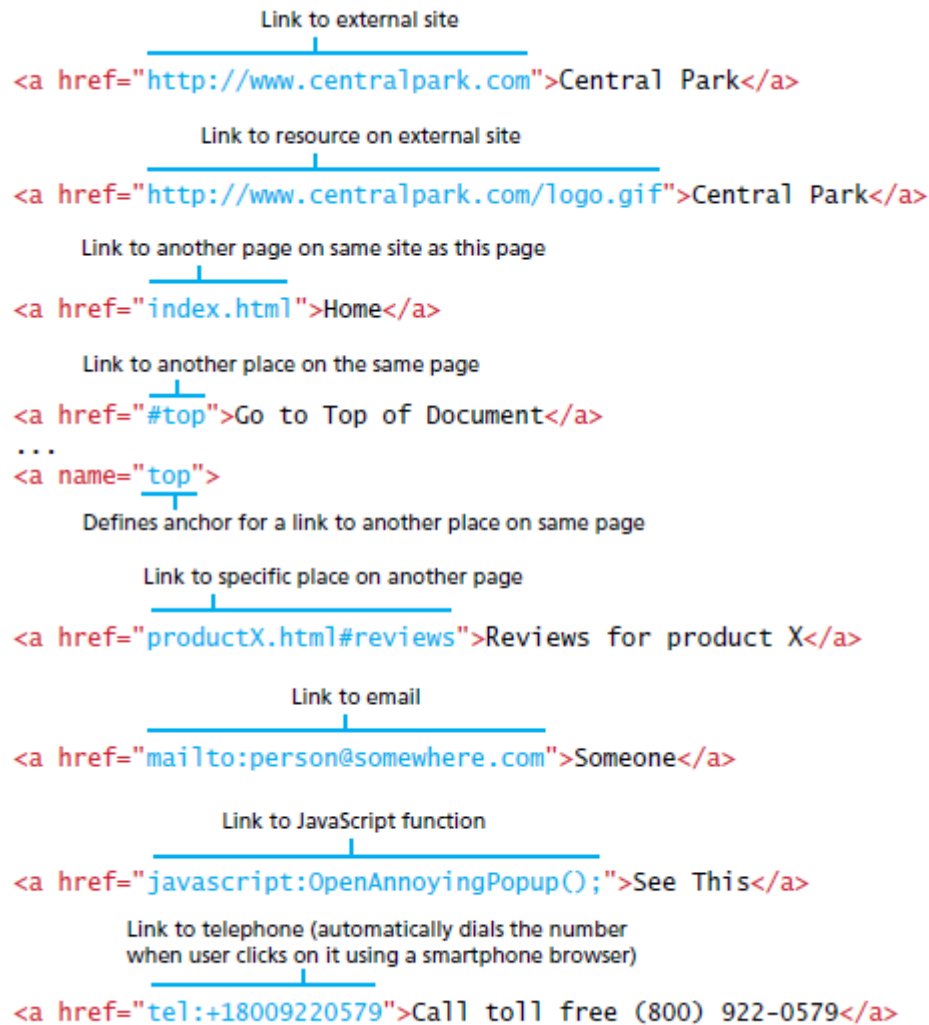 Link to external site
<a href="http://www.centralpark.com">Central Park</a>
Link to resource on external site
<a href="http://www.centralpark.com/logo.gif">Central Park</a>
Link to another page on same site as this page
<a href="index.html">Home</a>
Link to another place on the same page
<a href="#top">Go to Top of Document</a>
...
<a name="top">
Defines anchor for a link to another place on same page
Link to specific place on another page
<a href="productX.html#reviews">Reviews for product X</a>
Link to email
<a href="mailto:person@somewhere.com">Someone</a>
Link to JavaScript function
<a href="javascript:OpenAnnoyingPopup();">See This</a>
Link to telephone (automatically dials the number
when user clicks on it using a smartphone browser)
<a href="tel:+18009220579">Call toll free (800) 922-0579</a>